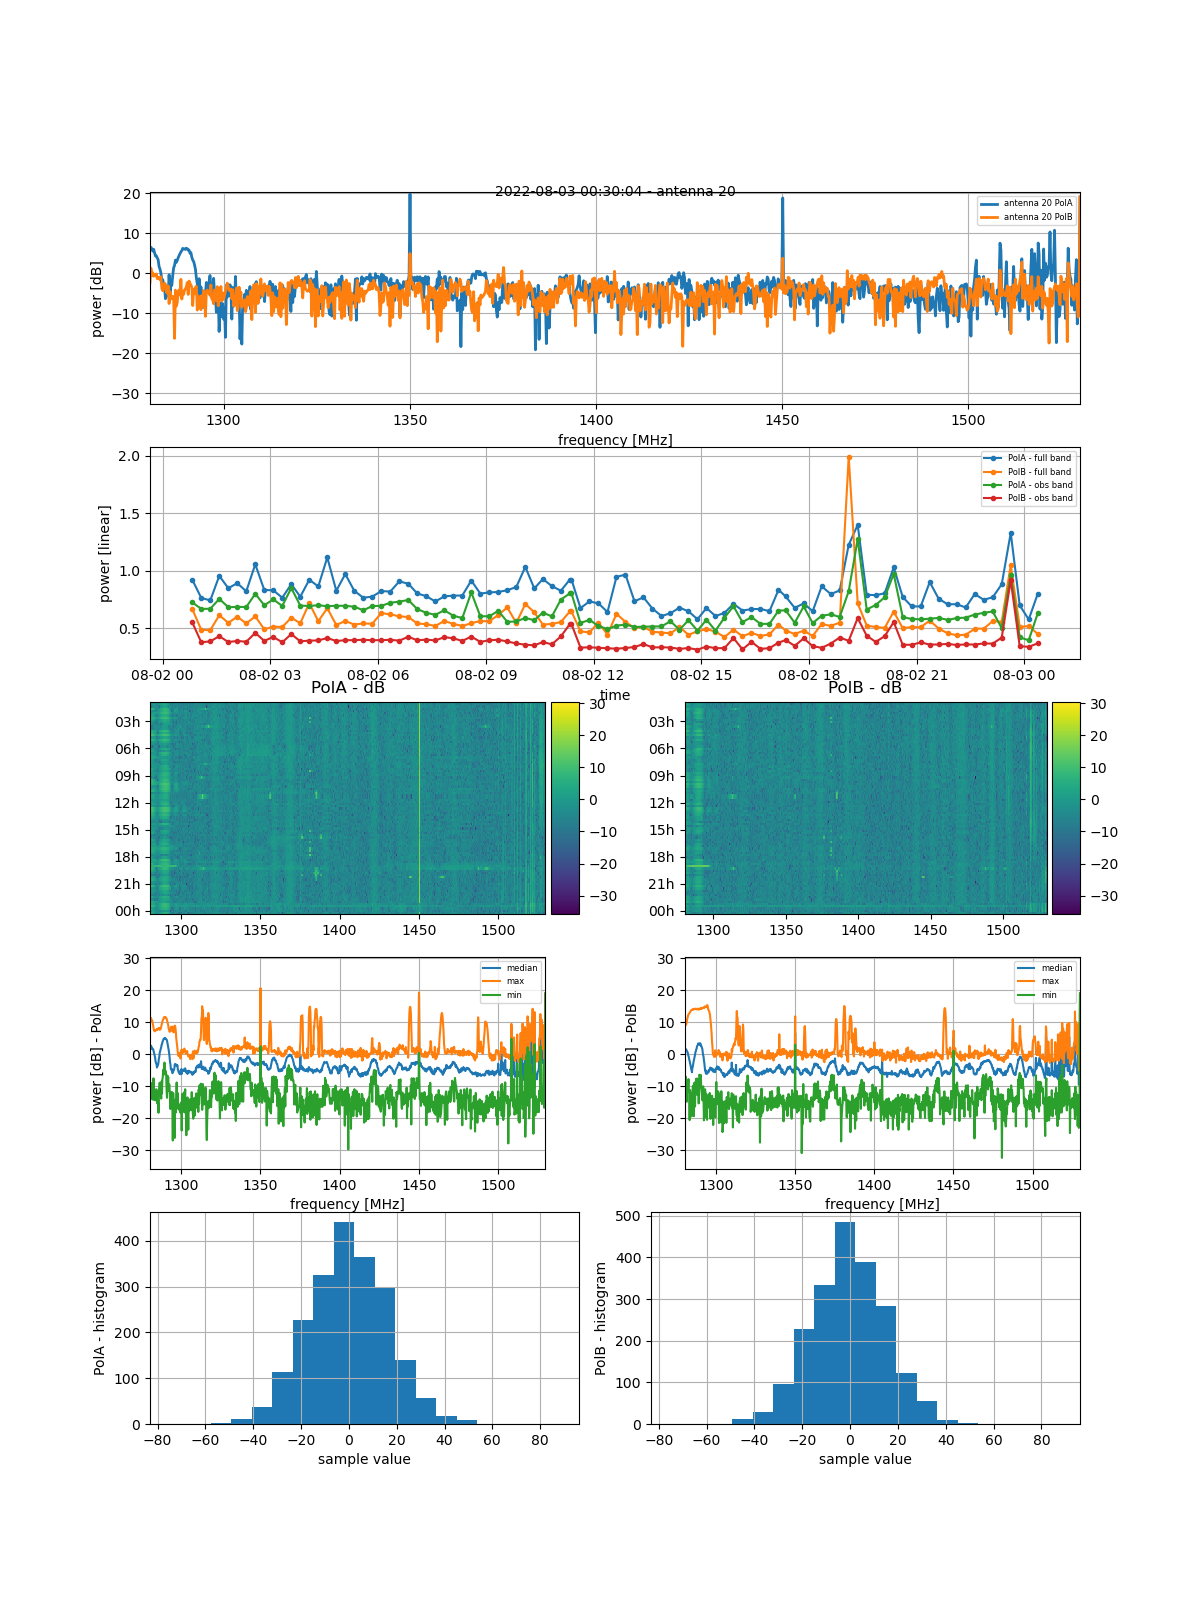 2022-08-03 00:30:04 - antenna 20
20
10
0
−10
−20
−30
power [dB]
antenna 20 PolA
antenna 20 PolB
1300
1350
1400
1450
1500
frequency [MHz]
2.0
1.5
1.0
0.5
power [linear]
PolA - full band
PolB - full band
PolA - obs band
PolB - obs band
08-02 00
08-02 03
08-02 06
08-02 09
08-02 12
08-02 15
08-02 18
08-02 21
08-03 00
time
PolA - dB
03h
06h
09h
12h
15h
18h
21h
00h
1300
1350
1400
1450
1500
30
20
10
0
−10
−20
−30
PolB - dB
03h
06h
09h
12h
15h
18h
21h
00h
1300
1350
1400
1450
1500
30
20
10
0
−10
−20
−30
30
20
10
0
−10
−20
−30
power [dB] - PolA
median
max
min
1300
1350
1400
1450
1500
frequency [MHz]
30
20
10
0
−10
−20
−30
power [dB] - PolB
median
max
min
1300
1350
1400
1450
1500
frequency [MHz]
400
300
200
100
0
PolA - histogram
−80
−60
−40
−20
0
20
40
60
80
sample value
500
400
300
200
100
0
PolB - histogram
−80
−60
−40
−20
0
20
40
60
80
sample value